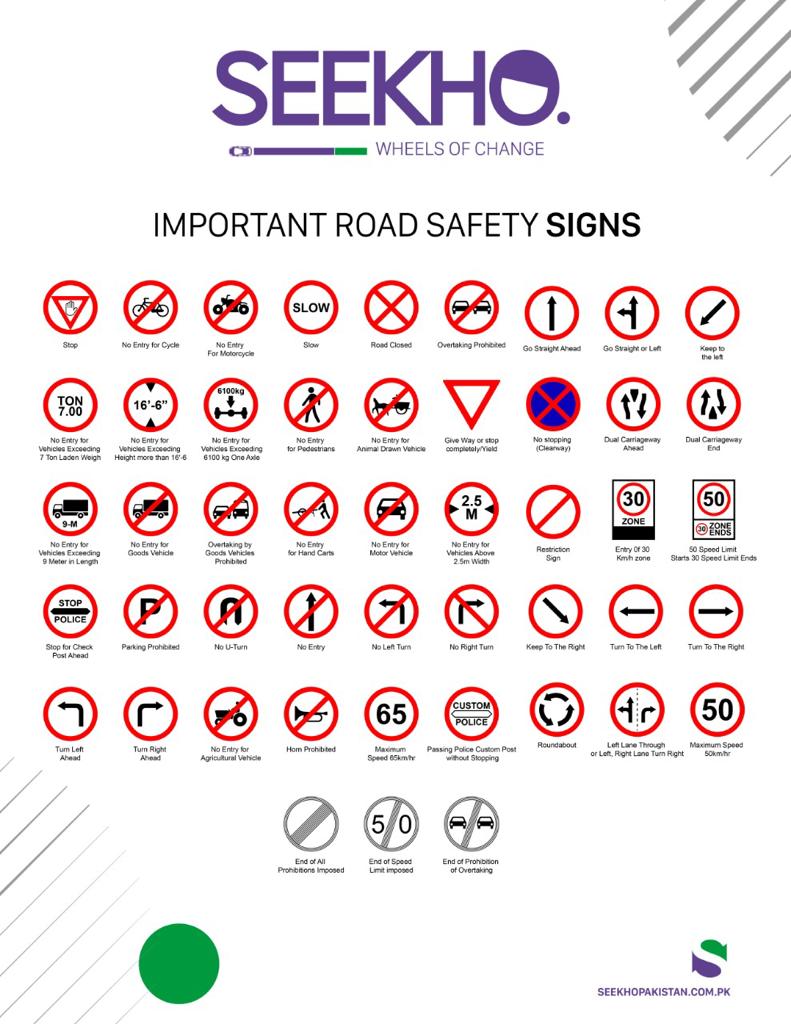 SEEKHO.
WHEELS OF CHANGE
IMPORTANT ROAD SAFETY SIGNS
Stop
No Entry for Cycle
No Entry
For Motorcycle
SLOW
Slow
Road Closed
Overtaking Prohibited
Go Straight Ahead
Go Straight or Left
Keep to
the left
TON
7.00
No Entry for
Vehicles Exceeding
7 Ton Laden Weigh
16'-6"
No Entry for
Vehicles Exceeding
Height more than 16'-6
6100kg
No Entry for
Vehicles Exceeding
6100 kg One Axle
No Entry
for Pedestrians
No Entry for
Animal Drawn Vehicle
Give Way or stop
completely/Yield
No stopping
(Clearway)
Dual Carriageway
Ahead
Dual Carriageway
End
9-M
No Entry for
Vehicles Exceeding
9 Meter in Length
No Entry for
Goods Vehicle
Overtaking by
Goods Vehicles
Prohibited
No Entry
for Hand Carts
No Entry for
Motor Vehicle
2.5
M
No Entry for
Vehicles Above
2.5m Width
Restriction
Sign
30
ZONE
Entry 0f 30
Km/h zone
50
30 ZONE
ENDS
50 Speed Limit
Starts 30 Speed Limit Ends
STOP
POLICE
Stop for Check
Post Ahead
P
Parking Prohibited
No U-Turn
No Entry
No Left Turn
No Right Turn
Keep To The Right
Turn To The Left
Turn To The Right
Turn Left
Ahead
Turn Right
Ahead
No Entry for
Agricultural Vehicle
Horn Prohibited
65
Maximum
Speed 65km/hr
CUSTOM
POLICE
Passing Police Custom Post
without Stopping
Roundabout
Left Lane Through
or Left, Right Lane Turn Right
50
Maximum Speed
50km/hr
End of All
Prohibitions Imposed
50
End of Speed
Limit imposed
End of Prohibition
of Overtaking
SEEKHOPAKISTAN.COM.PK